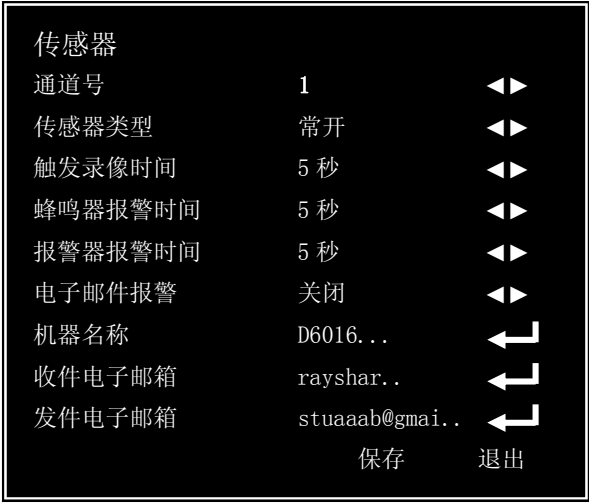 传感器
通道号 1
传感器类型 常开
触发录像时间 5 秒
蜂鸣器报警时间 5 秒
报警器报警时间 5 秒
电子邮件报警 关闭
机器名称 D6016...
收件电子邮箱 rayshar..
发件电子邮箱 stuaaab@gmai..
保存 退出